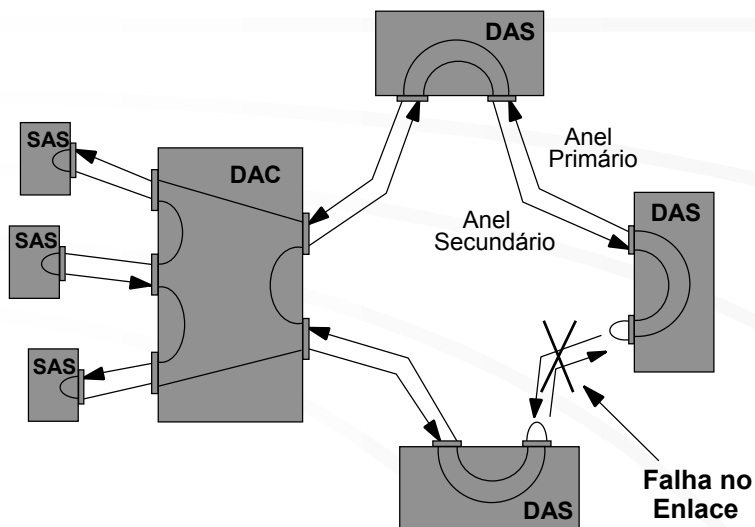 DAS
SAS
DAC
Anel
Primário
DAS
SAS
Anel
Secundário
SAS
DAS
Falha no
Enlace